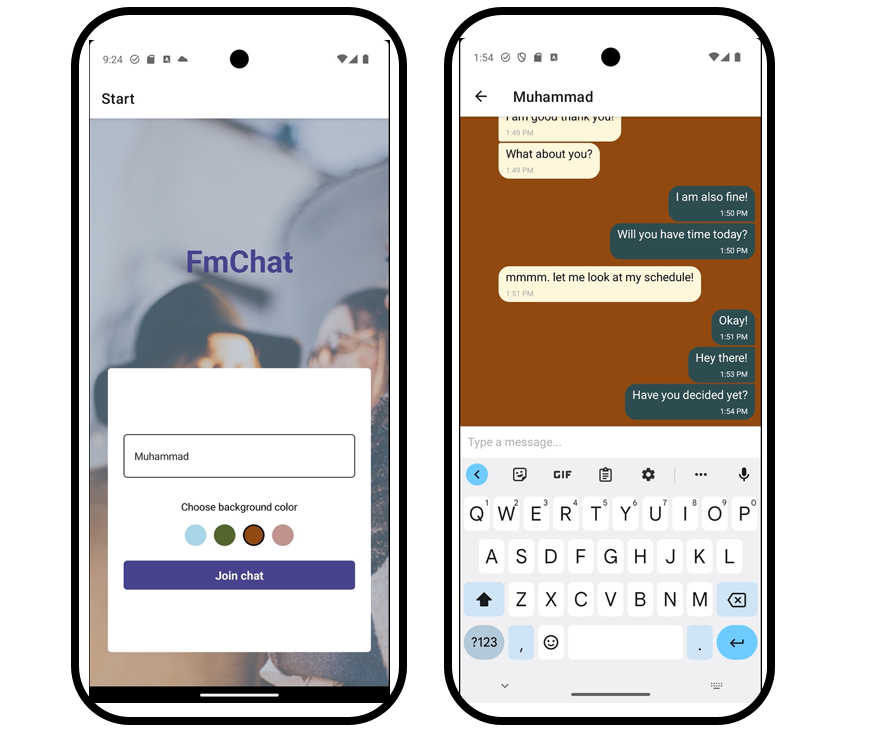 9:24
Start
FmChat
Muhammad
Choose background color
Join chat
1:54
Muhammad
I am good thank you!
1:49 PM
What about you?
1:49 PM
I am also fine!
1:50 PM
Will you have time today?
1:50 PM
mmmm. let me look at my schedule!
1:51 PM
Okay!
1:51 PM
Hey there!
1:53 PM
Have you decided yet?
1:54 PM
Type a message...
GIF
1 2 3 4 5 6 7 8 9 0
Q W E R T Y U I O P
A S D F G H J K L
Z X C V B N M
?123 , .